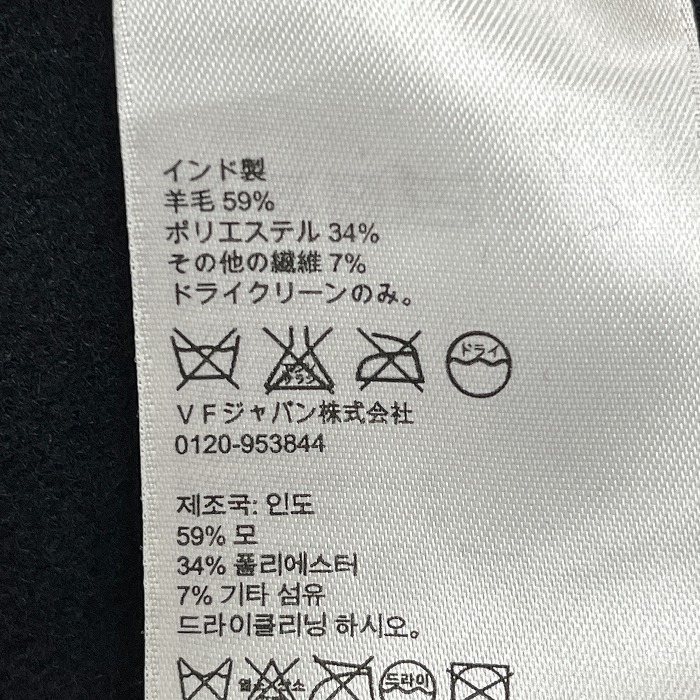 インド製
羊毛 59%
ポリエステル 34%
その他の繊維 7%
ドライクリーンのみ。
ドライ
ＶＦジャパン株式会社
0120-953844
제조국: 인도
59% 모
34% 폴리에스터
7% 기타 섬유
드라이클리닝 하시오。
드라이